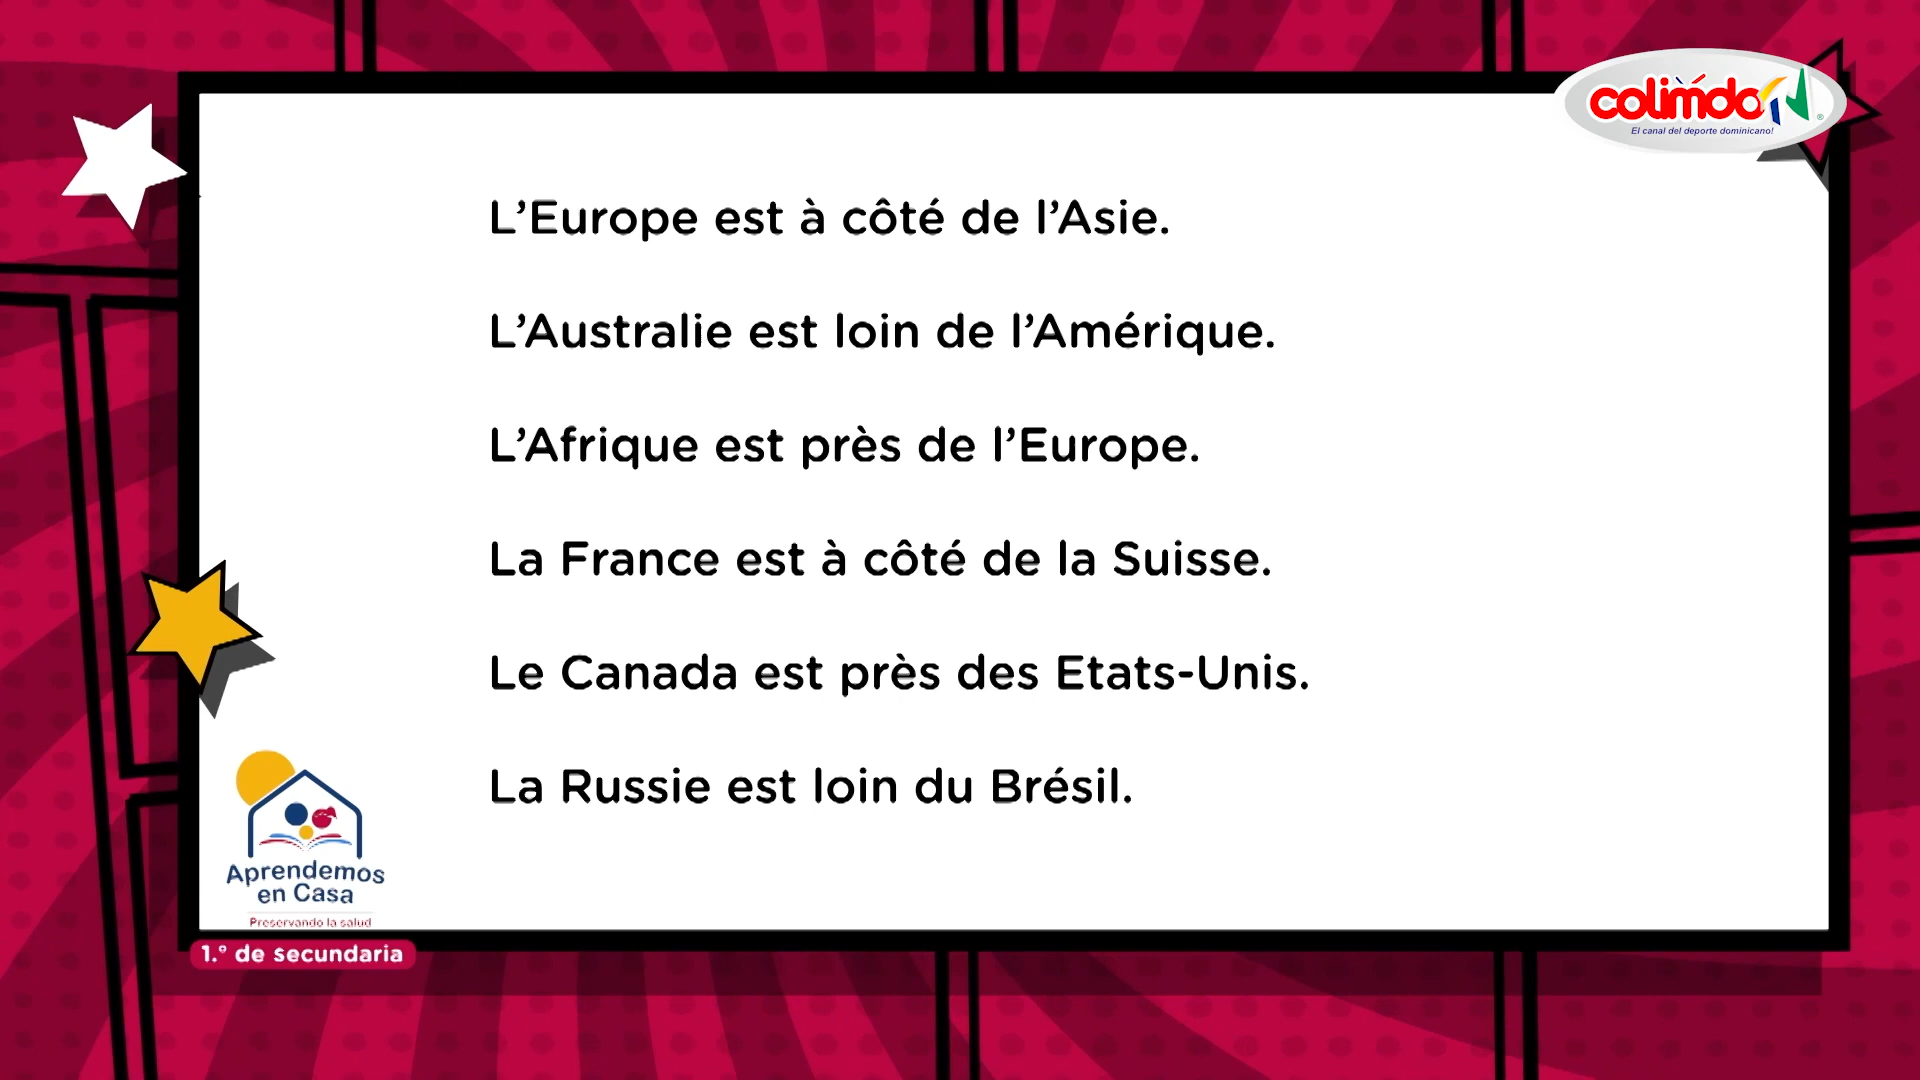 colimdo
El canal del deporte dominicano!
L’Europe est à côté de l’Asie.
L’Australie est loin de l’Amérique.
L’Afrique est près de l’Europe.
La France est à côté de la Suisse.
Le Canada est près des Etats-Unis.
La Russie est loin du Brésil.
Aprendemos
en Casa
Preservando la salud
1.º de secundaria